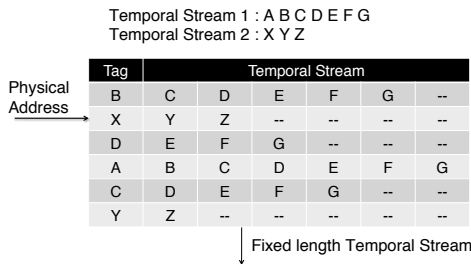 Temporal Stream 1 : A B C D E F G
Temporal Stream 2 : X Y Z
Physical
Address
Tag Temporal Stream
B C D E F G --
X Y Z -- -- -- --
D E F G -- -- --
A B C D E F G
C D E F G -- --
Y Z -- -- -- -- --
Fixed length Temporal Stream